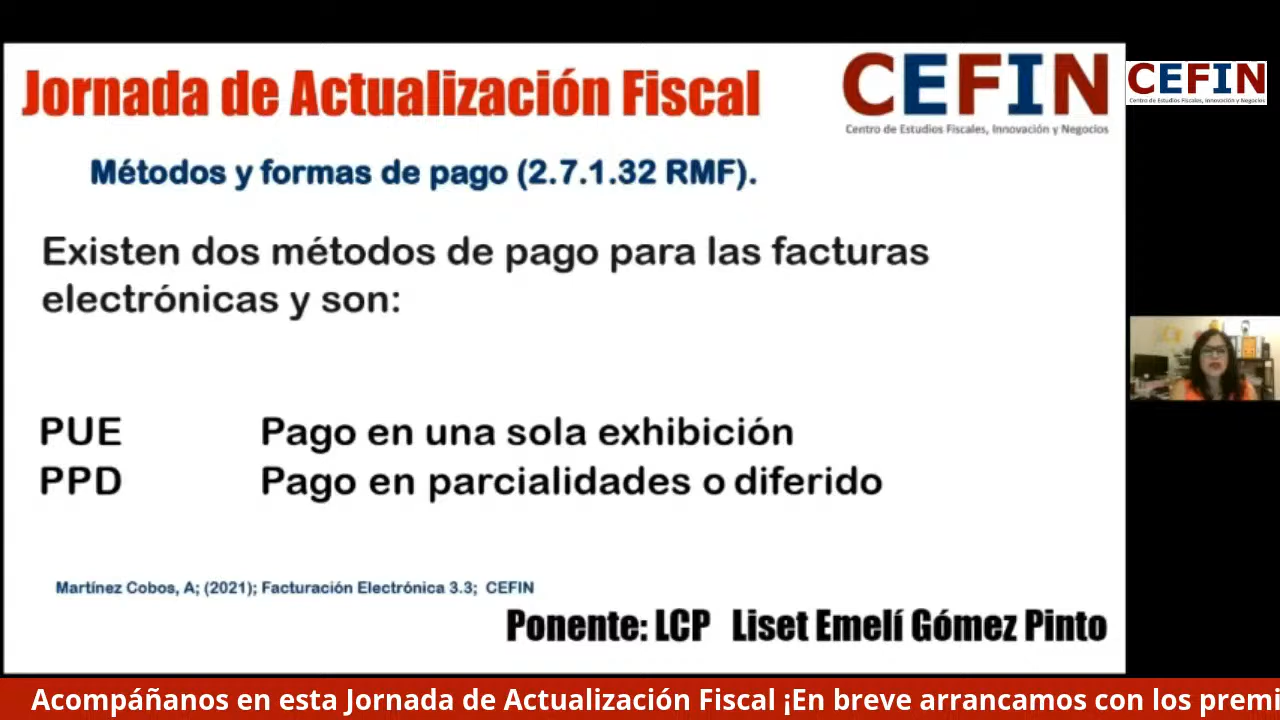 Jornada de Actualización Fiscal
CEFIN
Centro de Estudios Fiscales, Innovación y Negocios
CEFIN
Centro de Estudios Fiscales, Innovación y Negocios
Métodos y formas de pago (2.7.1.32 RMF).
Existen dos métodos de pago para las facturas
electrónicas y son:
PUE Pago en una sola exhibición
PPD Pago en parcialidades o diferido
Martínez Cobos, A; (2021); Facturación Electrónica 3.3; CEFIN
Ponente: LCP Liset Emelí Gómez Pinto
Acompáñanos en esta Jornada de Actualización Fiscal ¡En breve arrancamos con los premi